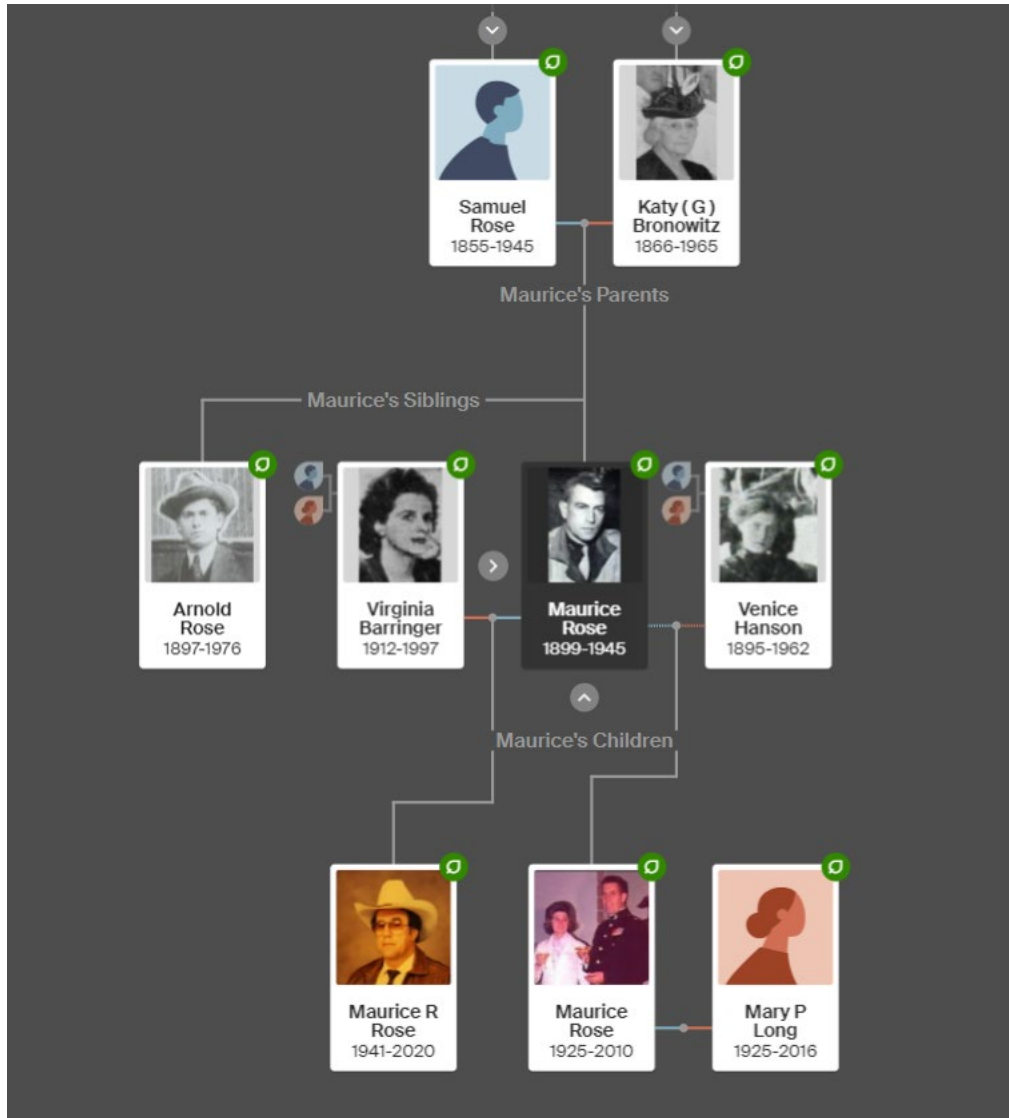 Samuel
Rose
1855-1945
Katy ( G )
Bronowitz
1866-1965
Maurice's Parents
Maurice's Siblings
Arnold
Rose
1897-1976
Virginia
Barringer
1912-1997
Maurice
Rose
1899-1945
Venice
Hanson
1895-1962
Maurice's Children
Maurice R
Rose
1941-2020
Maurice
Rose
1925-2010
Mary P
Long
1925-2016